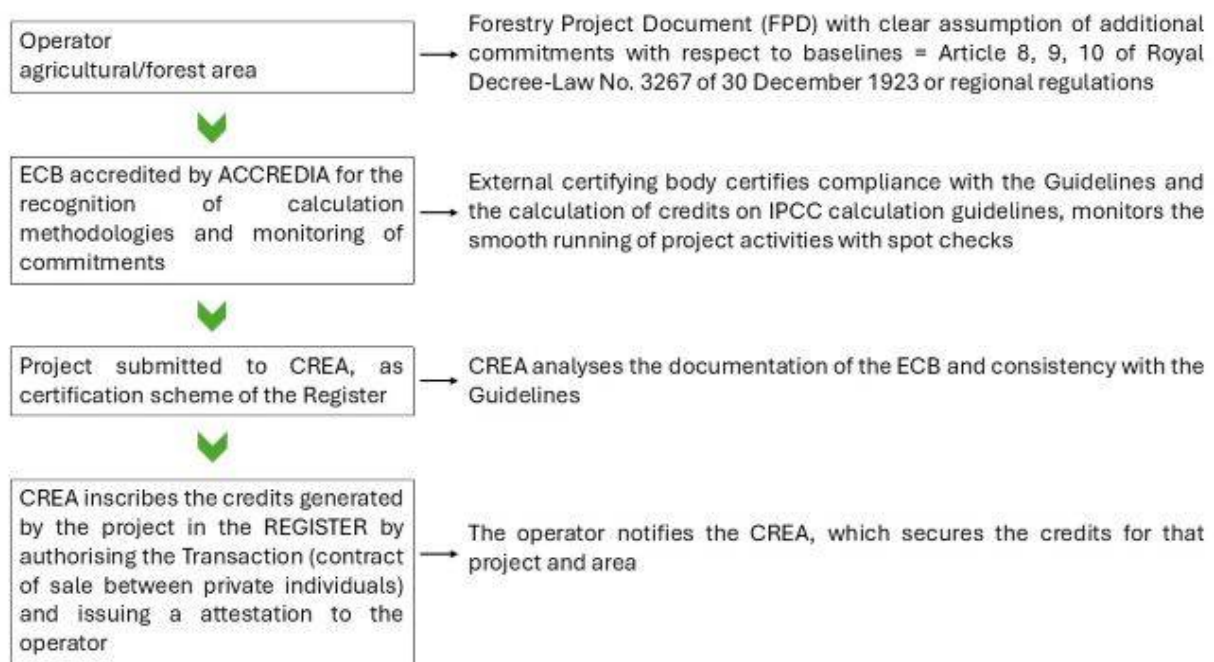 Operator
agricultural/forest area
Forestry Project Document (FPD) with clear assumption of additional
commitments with respect to baselines = Article 8, 9, 10 of Royal
Decree-Law No. 3267 of 30 December 1923 or regional regulations
ECB accredited by ACCREDIA for the
recognition of calculation
methodologies and monitoring of
commitments
External certifying body certifies compliance with the Guidelines and
the calculation of credits on IPCC calculation guidelines, monitors the
smooth running of project activities with spot checks
Project submitted to CREA, as
certification scheme of the Register
CREA analyses the documentation of the ECB and consistency with the
Guidelines
CREA inscribes the credits generated
by the project in the REGISTER by
authorising the Transaction (contract
of sale between private individuals)
and issuing a attestation to the
operator
The operator notifies the CREA, which secures the credits for that
project and area